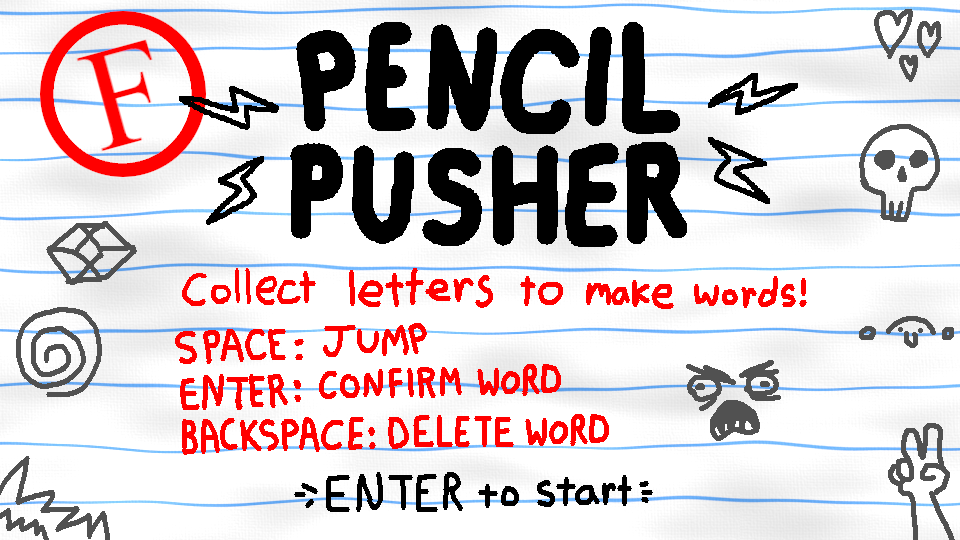 F
PENCIL
PUSHER
Collect letters to make words!
SPACE: JUMP
ENTER: CONFIRM WORD
BACKSPACE: DELETE WORD
ENTER to start